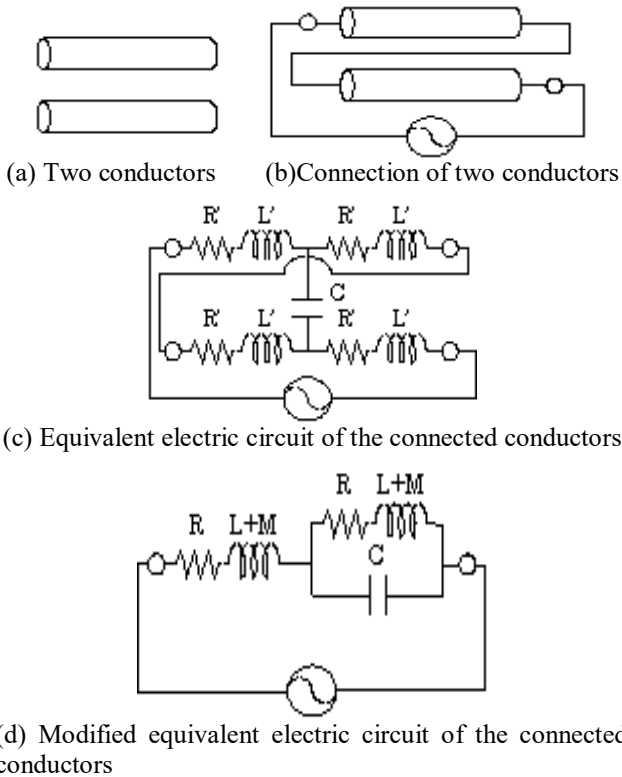 (a) Two conductors (b)Connection of two conductors
R' L' R' L'
C
R' L' R' L'
(c) Equivalent electric circuit of the connected conductors
R L+M
R L+M
C
(d) Modified equivalent electric circuit of the connected
conductors